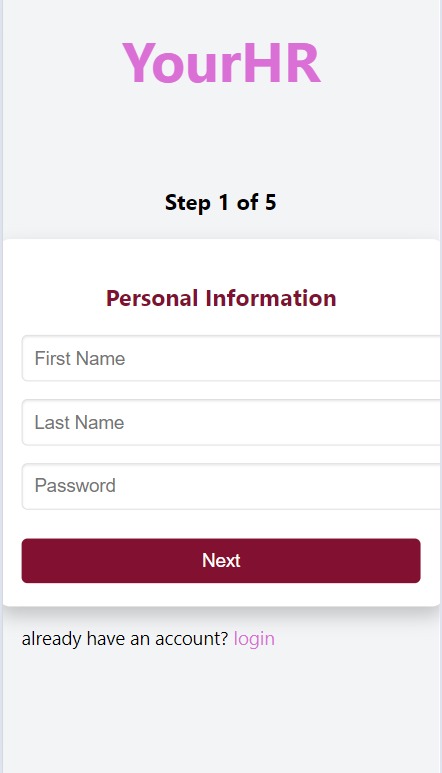 YourHR
Step 1 of 5
Personal Information
First Name
Last Name
Password
Next
already have an account? login